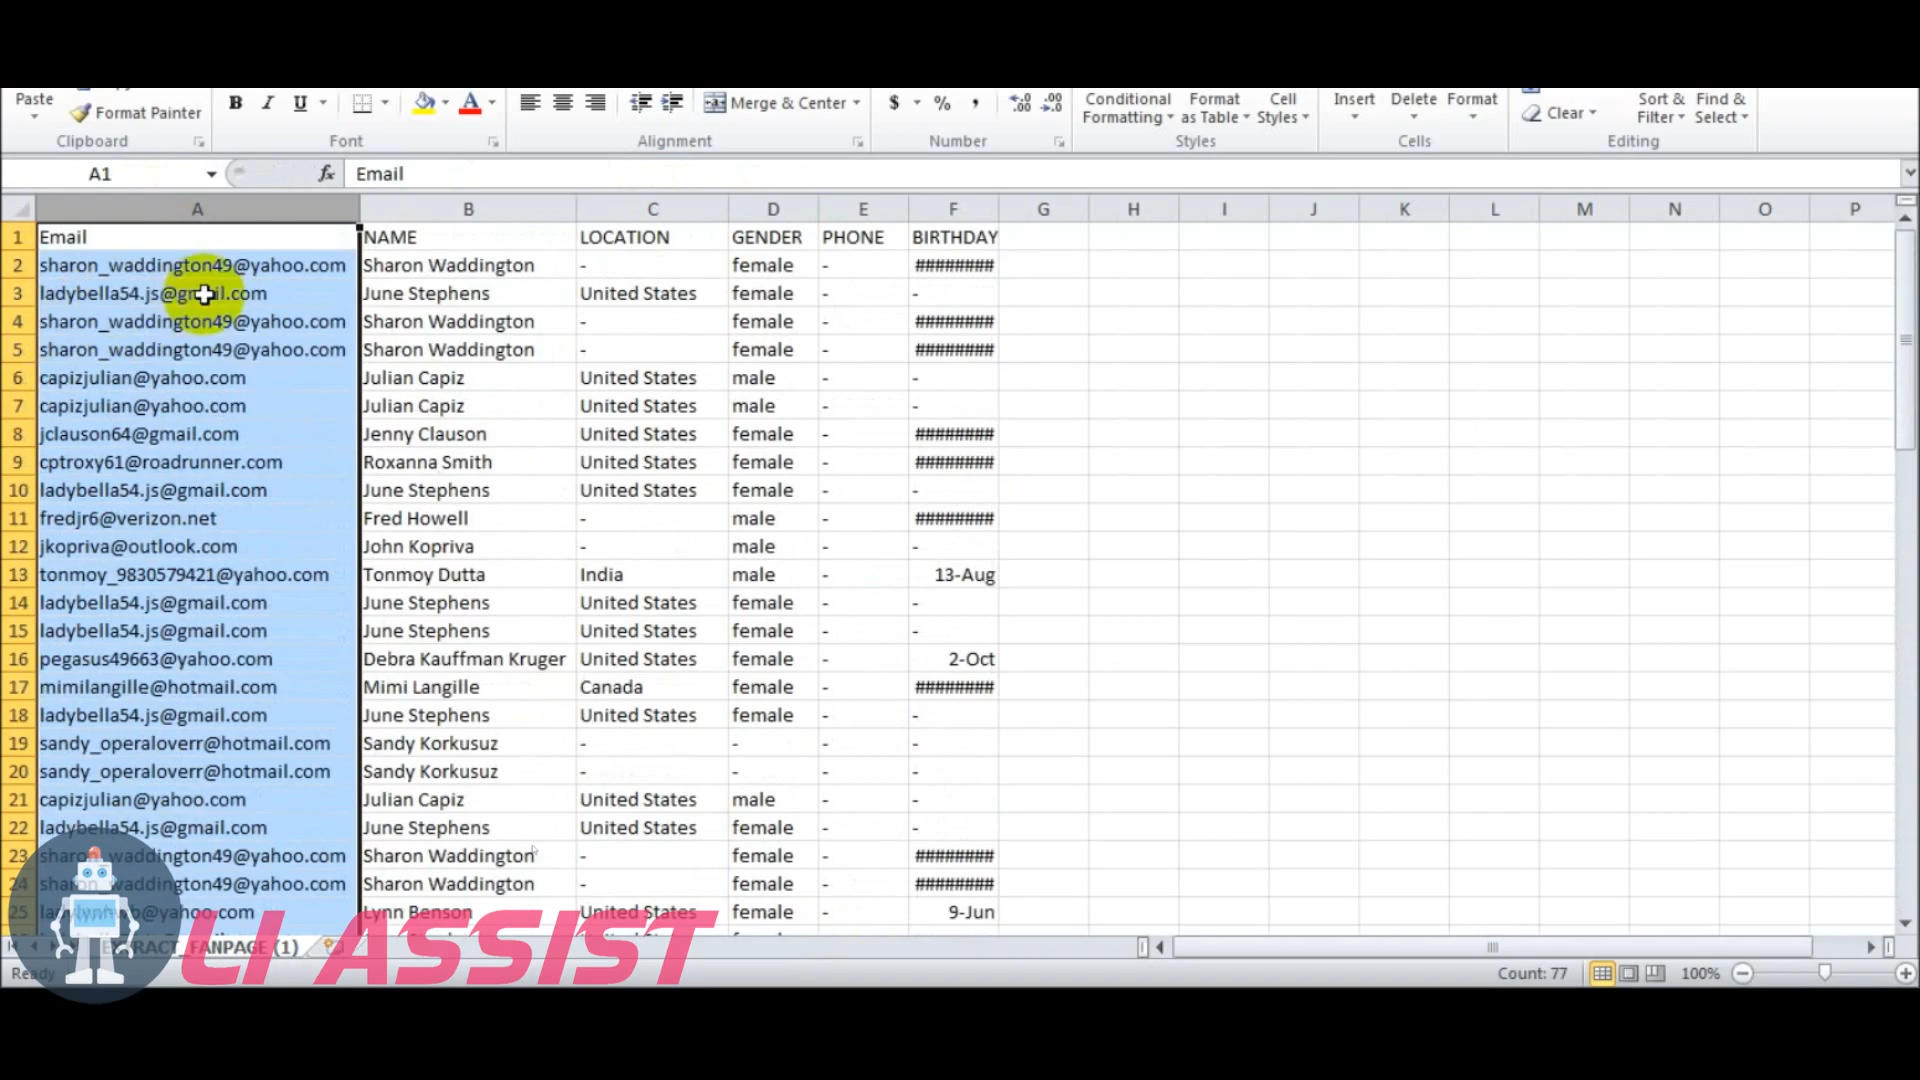 Paste Format Painter B I U Merge & Center $ % , Conditional Formatting Format as Table Cell Styles Insert Delete Format Clear Sort & Filter Find & Select
Clipboard Font Alignment Number Styles Cells Editing
A1 fx Email
A B C D E F G H I J K L M N O P
1 Email NAME LOCATION GENDER PHONE BIRTHDAY
2 sharon_waddington49@yahoo.com Sharon Waddington - female - ########
3 ladybella54.js@gmail.com June Stephens United States female - -
4 sharon_waddington49@yahoo.com Sharon Waddington - female - ########
5 sharon_waddington49@yahoo.com Sharon Waddington - female - ########
6 capizjulian@yahoo.com Julian Capiz United States male - -
7 capizjulian@yahoo.com Julian Capiz United States male - -
8 jclauson64@gmail.com Jenny Clauson United States female - ########
9 cptroxy61@roadrunner.com Roxanna Smith United States female - ########
10 ladybella54.js@gmail.com June Stephens United States female - -
11 fredjr6@verizon.net Fred Howell - male - ########
12 jkopriva@outlook.com John Kopriva - male - -
13 tonmoy_9830579421@yahoo.com Tonmoy Dutta India male - 13-Aug
14 ladybella54.js@gmail.com June Stephens United States female - -
15 ladybella54.js@gmail.com June Stephens United States female - -
16 pegasus49663@yahoo.com Debra Kauffman Kruger United States female - 2-Oct
17 mimilangille@hotmail.com Mimi Langille Canada female - ########
18 ladybella54.js@gmail.com June Stephens United States female - -
19 sandy_operaloverr@hotmail.com Sandy Korkusuz - - - -
20 sandy_operaloverr@hotmail.com Sandy Korkusuz - - - -
21 capizjulian@yahoo.com Julian Capiz United States male - -
22 ladybella54.js@gmail.com June Stephens United States female - -
23 sharon_waddington49@yahoo.com Sharon Waddington - female - ########
24 sharon_waddington49@yahoo.com Sharon Waddington - female - ########
25 Lynn Benson United States female - 9-Jun
EXTRACT_FANPAGE (1)
LI ASSIST
Ready Count: 77 100%